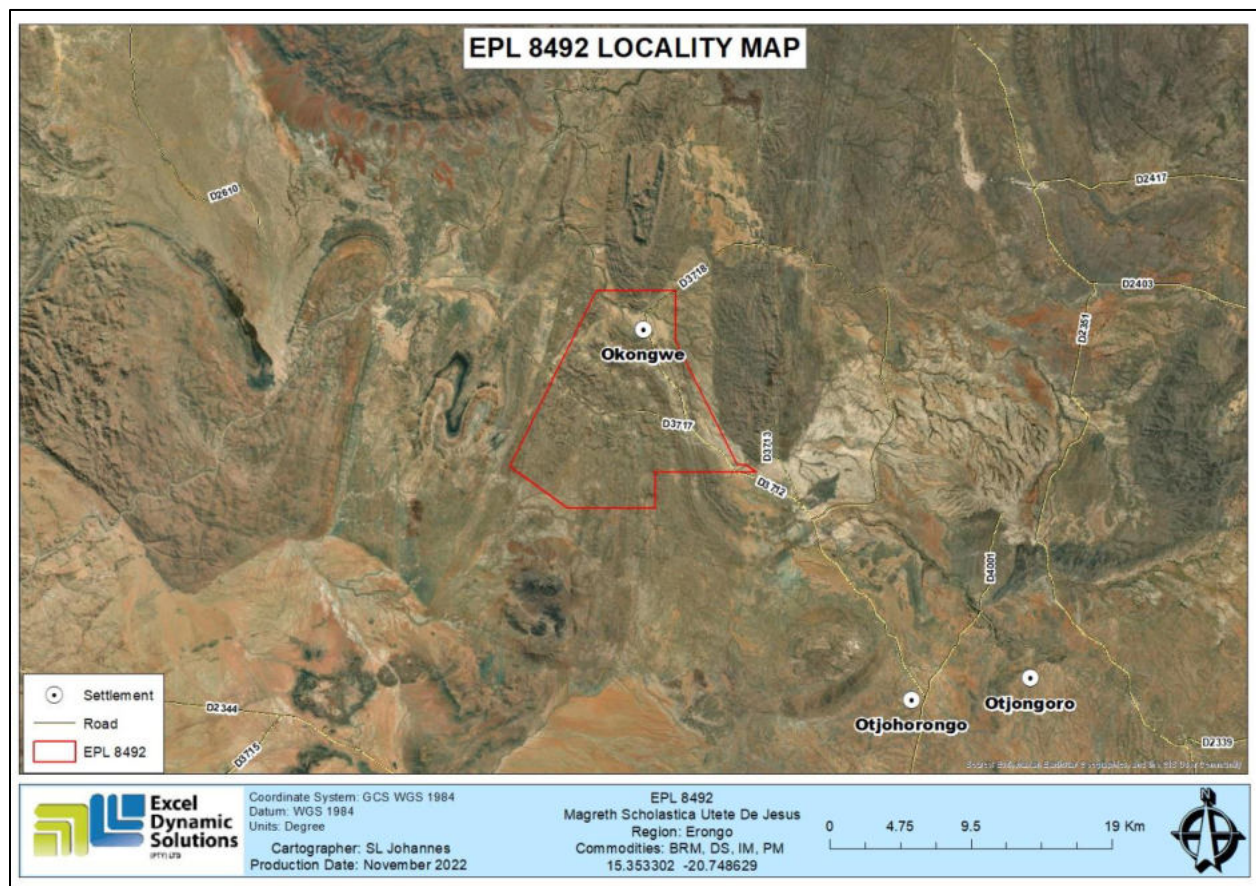 EPL 8492 LOCALITY MAP
D2610
D2417
D3718
D2403
D2351
Okongwe
D3717
D3713
D3712
D4001
Otjongoro
Otjohorongo
D2339
D2344
D3715
Settlement
Road
EPL 8492
Excel
Dynamic
Solutions
(PTY) LTD
Coordinate System: GCS WGS 1984
Datum: WGS 1984
Units: Degree
Cartographer: SL Johannes
Production Date: November 2022
EPL 8492
Magreth Scholastica Utete De Jesus
Region: Erongo
Commodities: BRM, DS, IM, PM
15.353302 -20.748629
0 4.75 9.5 19 Km
N